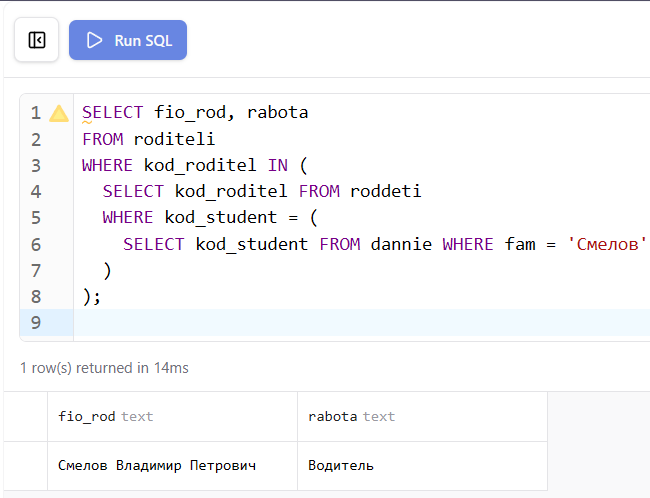 Run SQL
1 SELECT fio_rod, rabota
2 FROM roditeli
3 WHERE kod_roditel IN (
4 SELECT kod_roditel FROM roddeti
5 WHERE kod_student = (
6 SELECT kod_student FROM dannie WHERE fam = 'Смелов'
7 )
8 );
9
1 row(s) returned in 14ms
fio_rod text rabota text
Смелов Владимир Петрович Водитель